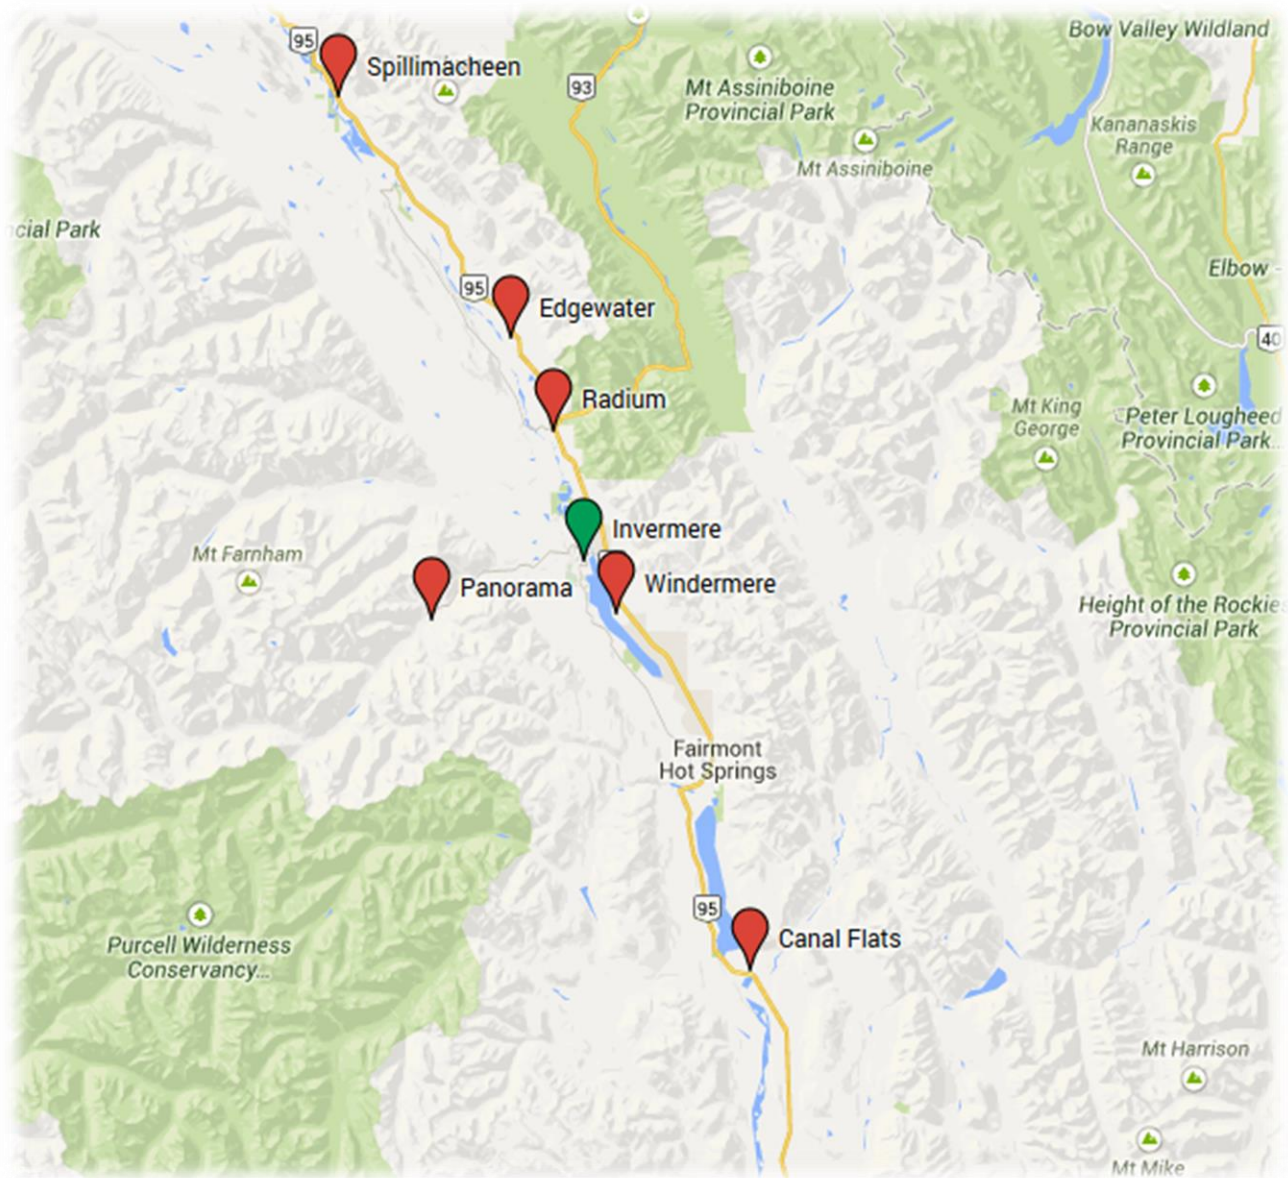 Bow Valley Wildland
95
Spillimacheen
93
Mt Assiniboine
Provincial Park
Kananaskis
Range
Mt Assiniboine
ncial Park
Elbow -
95
Edgewater
40
Radium
Mt King
George
Peter Lougheed
Provincial Park...
Invermere
Mt Farnham
Panorama
Windermere
Height of the Rockies
Provincial Park
Fairmont
Hot Springs
95
Canal Flats
Purcell Wilderness
Conservancy...
Mt Harrison
Mt Mike